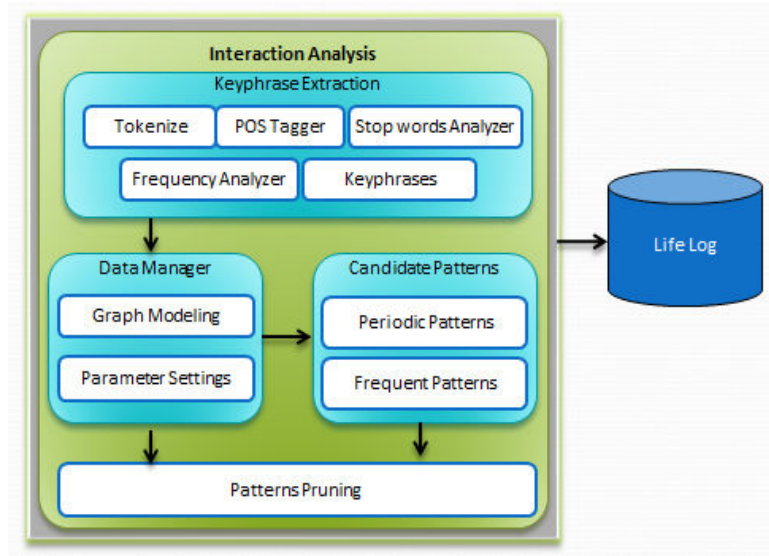 Interaction Analysis
Keyphrase Extraction
Tokenize
POS Tagger
Stop words Analyzer
Frequency Analyzer
Keyphrases
Data Manager
Graph Modeling
Parameter Settings
Candidate Patterns
Periodic Patterns
Frequent Patterns
Patterns Pruning
Life Log